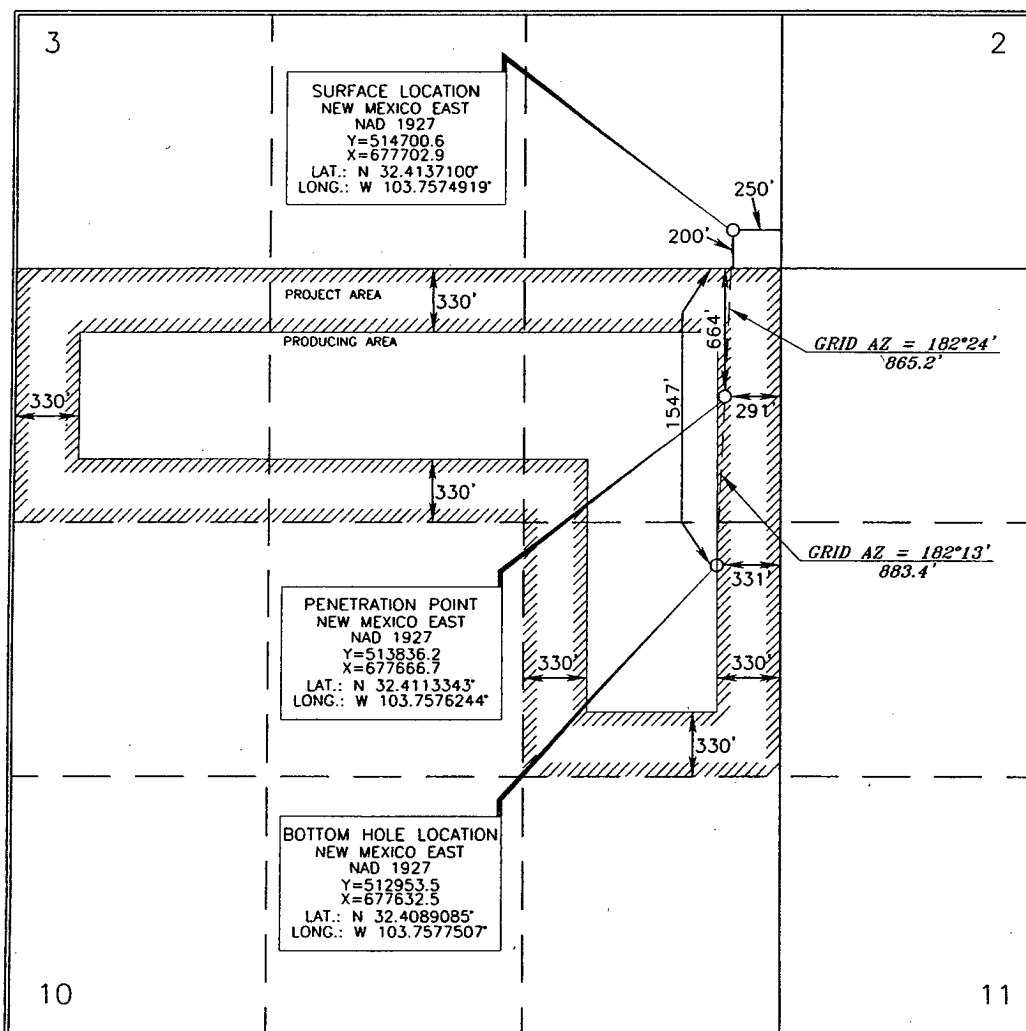 3
2
SURFACE LOCATION
NEW MEXICO EAST
NAD 1927
Y=514700.6
X=677702.9
LAT.: N 32.4137100°
LONG.: W 103.7574919°
250'
200'
PROJECT AREA
330'
PRODUCING AREA
664'
GRID AZ = 182°24'
865.2'
330'
1547'
291'
330'
GRID AZ = 182°13'
883.4'
331'
PENETRATION POINT
NEW MEXICO EAST
NAD 1927
Y=513836.2
X=677666.7
LAT.: N 32.4113343°
LONG.: W 103.7576244°
330'
330'
330'
BOTTOM HOLE LOCATION
NEW MEXICO EAST
NAD 1927
Y=512953.5
X=677632.5
LAT.: N 32.4089085°
LONG.: W 103.7577507°
10
11